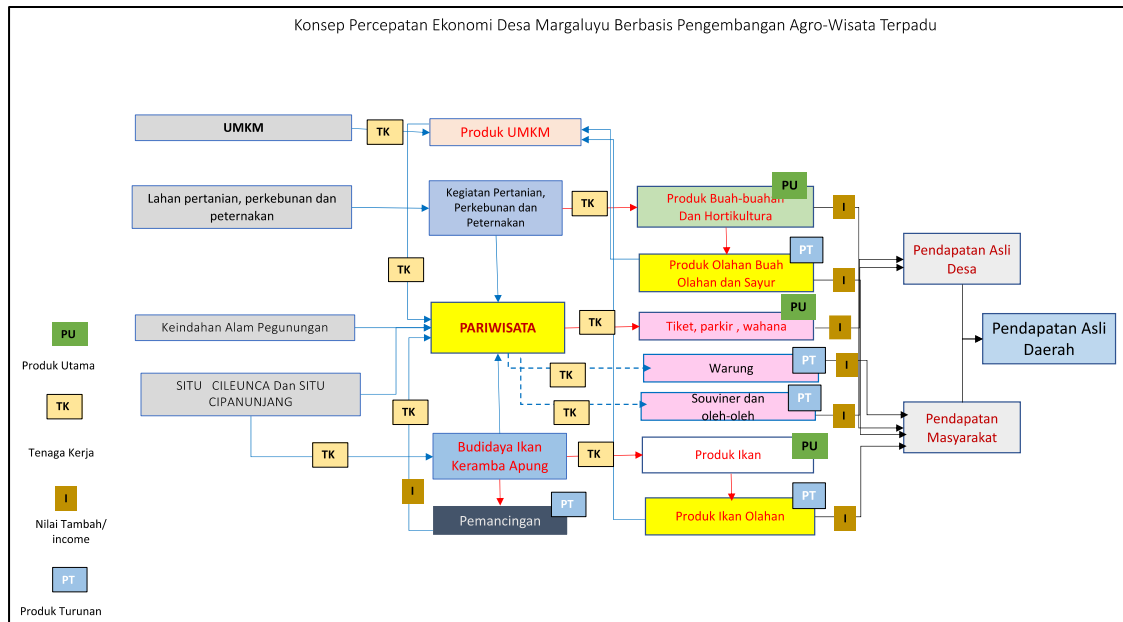 Konsep Percepatan Ekonomi Desa Margaluyu Berbasis Pengembangan Agro-Wisata Terpadu
UMKM
TK
Produk UMKM
Lahan pertanian, perkebunan dan
peternakan
Kegiatan Pertanian,
Perkebunan dan
Peternakan
TK
PU
Produk Buah-buahan
Dan Hortikultura
I
PT
Produk Olahan Buah
Olahan dan Sayur
I
Pendapatan Asli
Desa
TK
Keindahan Alam Pegunungan
PARIWISATA
TK
PU
Tiket, parkir , wahana
I
Pendapatan Asli
Daerah
PU
Produk Utama
SITU CILEUNCA Dan SITU
CIPANUNJANG
TK
PT
Warung
I
TK
TK
PT
Souviner dan
oleh-oleh
I
Pendapatan
Masyarakat
TK
Tenaga Kerja
TK
Budidaya Ikan
Keramba Apung
TK
PU
Produk Ikan
I
Nilai Tambah/
income
I
PT
Pemancingan
PT
Produk Ikan Olahan
I
PT
Produk Turunan